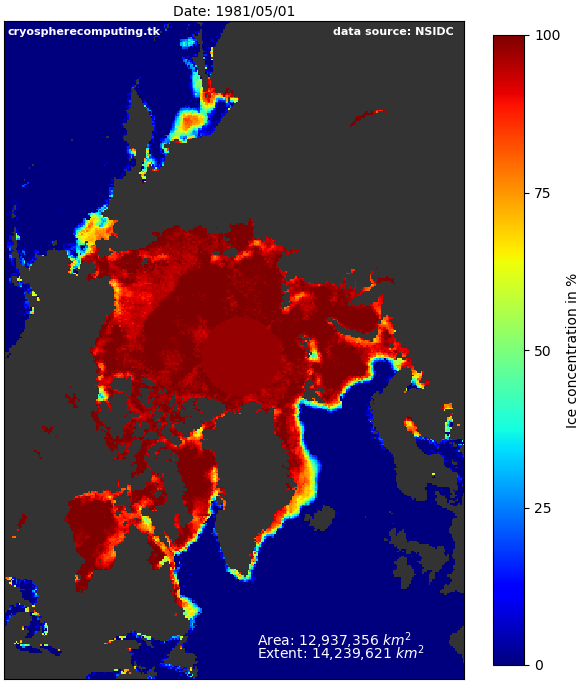 Date: 1981/05/01
cryospherecomputing.tk data source: NSIDC
100
75
50
25
0
Ice concentration in %
Area: 12,937,356 km²
Extent: 14,239,621 km²